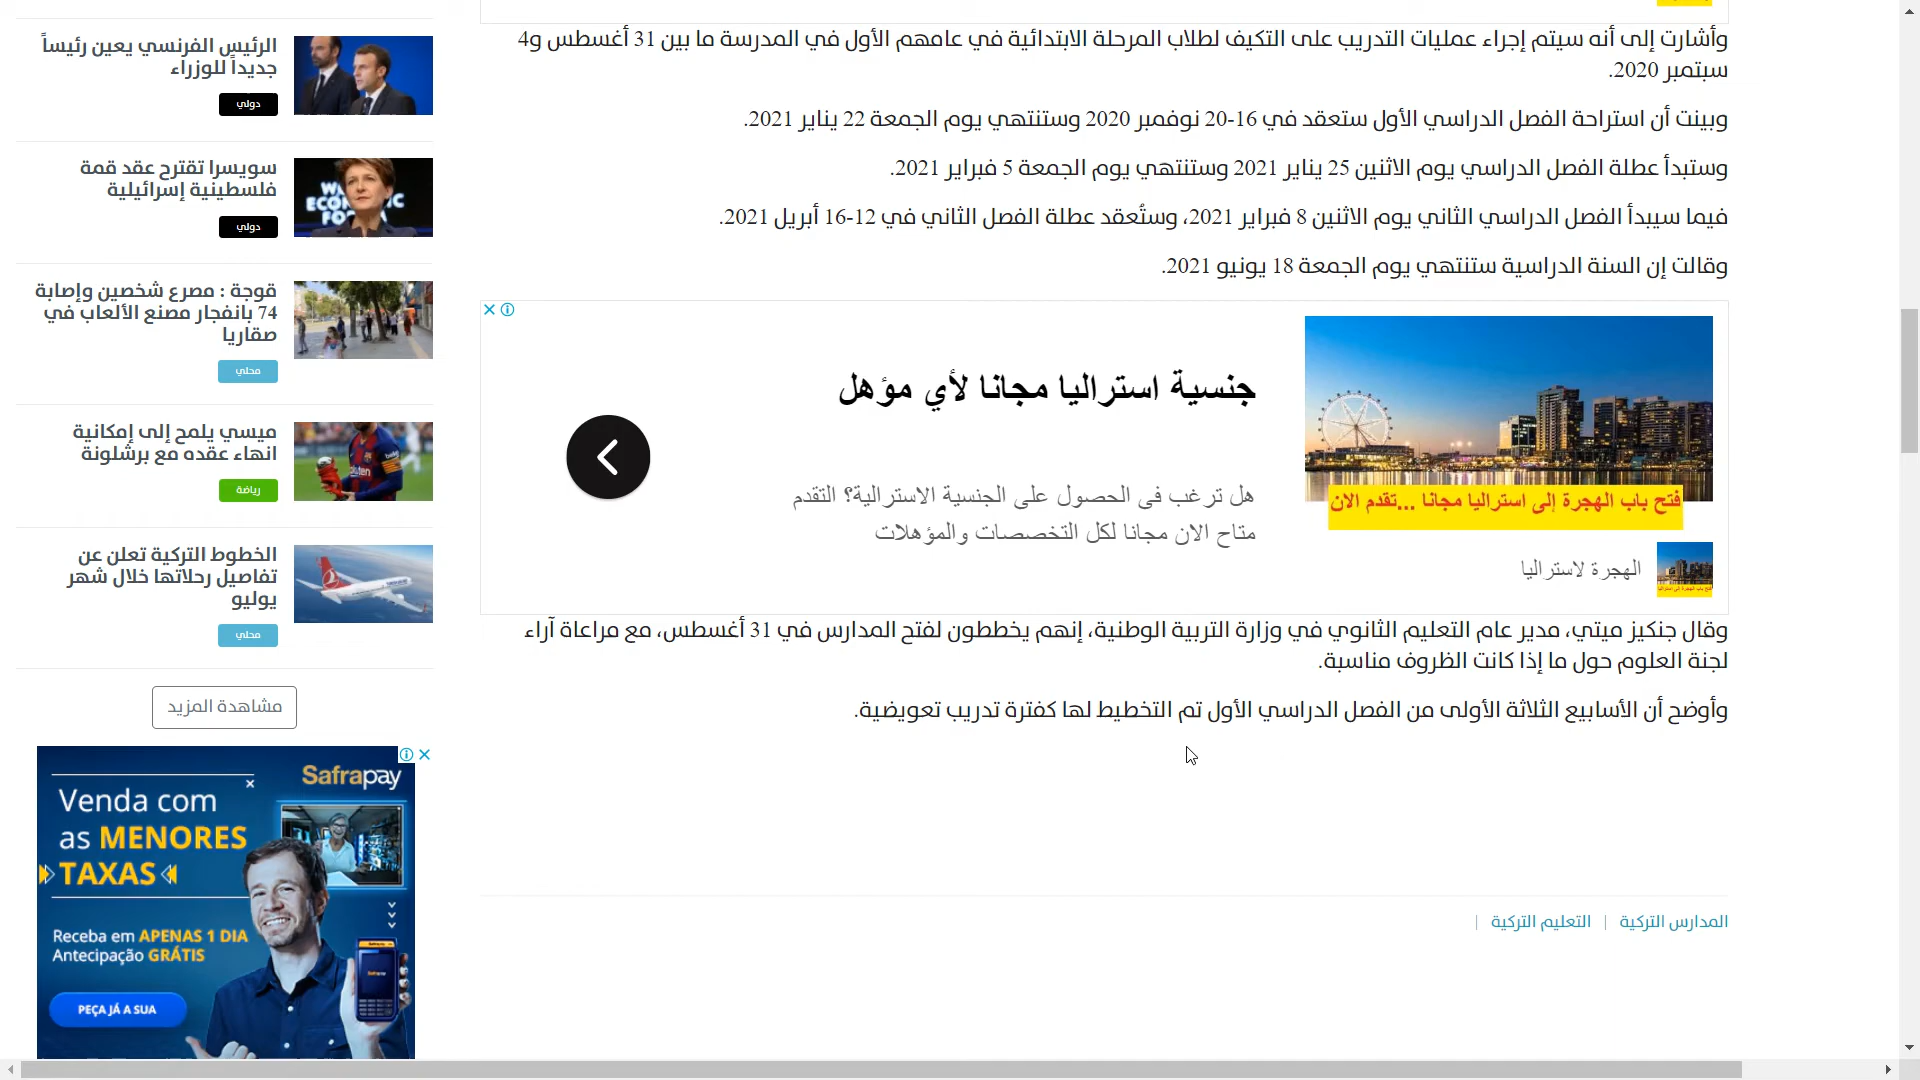 وأشارت إلى أنه سيتم إجراء عمليات التدريب على التكيف لطلاب المرحلة الابتدائية في عامهم الأول في المدرسة ما بين 31 أغسطس و4
سبتمبر 2020.
وبينت أن استراحة الفصل الدراسي الأول ستعقد في 16-20 نوفمبر 2020 وستنتهي يوم الجمعة 22 يناير 2021.
وستبدأ عطلة الفصل الدراسي يوم الاثنين 25 يناير 2021 وستنتهي يوم الجمعة 5 فبراير 2021.
فيما سيبدأ الفصل الدراسي الثاني يوم الاثنين 8 فبراير 2021، وستُعقد عطلة الفصل الثاني في 12-16 أبريل 2021.
وقالت إن السنة الدراسية ستنتهي يوم الجمعة 18 يونيو 2021.
جنسية استراليا مجانا لأي مؤهل
هل ترغب فى الحصول على الجنسية الاسترالية؟ التقدم
متاح الان مجانا لكل التخصصات والمؤهلات
فتح باب الهجرة إلى استراليا مجانا ...تقدم الان
الهجرة لاستراليا
وقال جنكيز ميتي، مدير عام التعليم الثانوي في وزارة التربية الوطنية، إنهم يخططون لفتح المدارس في 31 أغسطس، مع مراعاة آراء
لجنة العلوم حول ما إذا كانت الظروف مناسبة.
وأوضح أن الأسابيع الثلاثة الأولى من الفصل الدراسي الأول تم التخطيط لها كفترة تدريب تعويضية.
المدارس التركية | التعليم التركية |
الرئيس الفرنسي يعين رئيساً
جديداً للوزراء
دولي
سويسرا تقترح عقد قمة
فلسطينية إسرائيلية
دولي
قوجة : مصرع شخصين وإصابة
74 بانفجار مصنع الألعاب في
صقاريا
محلي
ميسي يلمح إلى إمكانية
انهاء عقده مع برشلونة
رياضة
الخطوط التركية تعلن عن
تفاصيل رحلاتها خلال شهر
يوليو
محلي
مشاهدة المزيد
Safrapay
Venda com
as MENORES
TAXAS
Receba em APENAS 1 DIA
Antecipação GRÁTIS
PEÇA JÁ A SUA